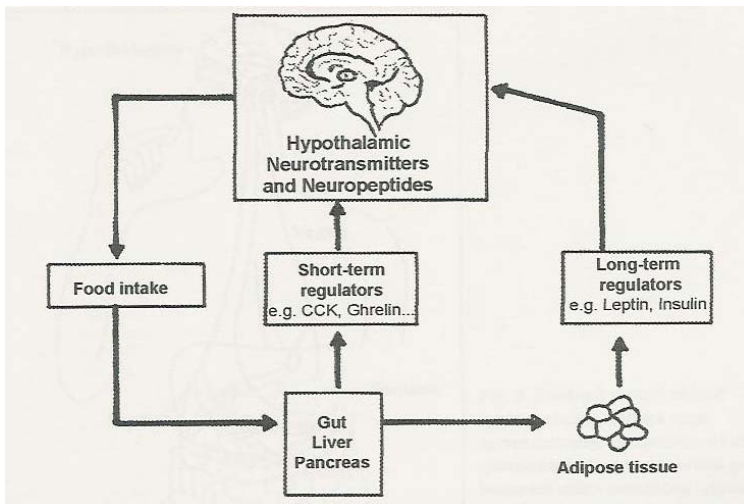 Hypothalamic
Neurotransmitters
and Neuropeptides
Food intake
Short-term
regulators
e.g. CCK, Ghrelin...
Long-term
regulators
e.g. Leptin, Insulin
Gut
Liver
Pancreas
Adipose tissue